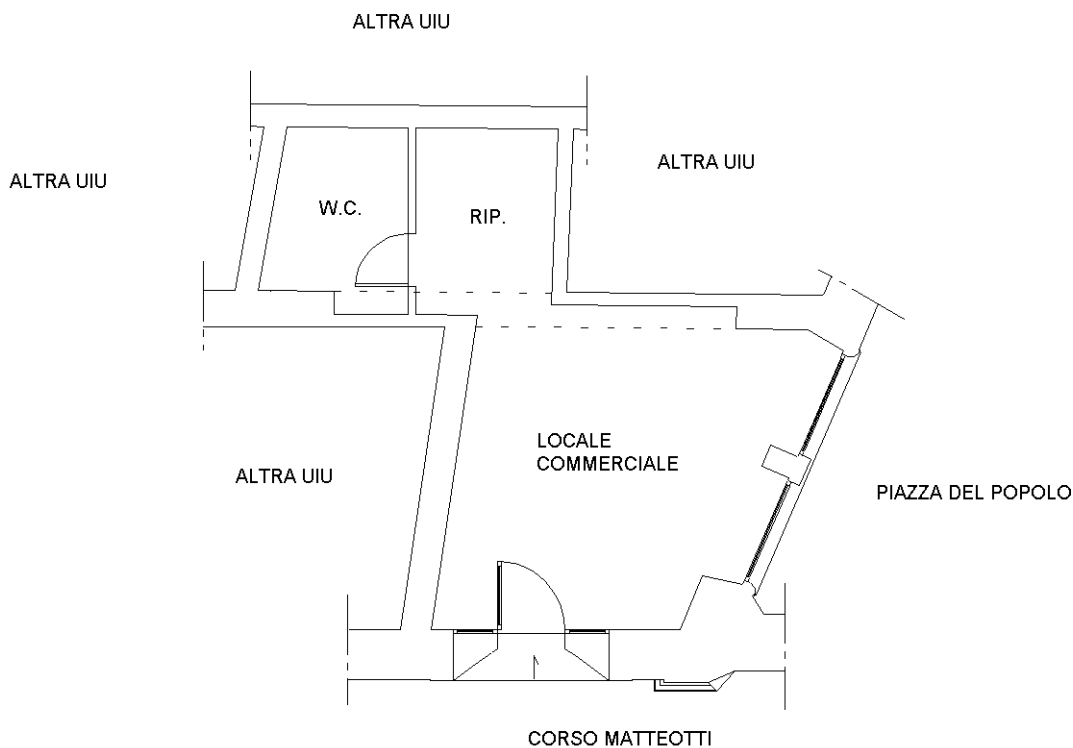 ALTRA UIU
ALTRA UIU
ALTRA UIU
W.C.
RIP.
LOCALE
COMMERCIALE
ALTRA UIU
PIAZZA DEL POPOLO
CORSO MATTEOTTI